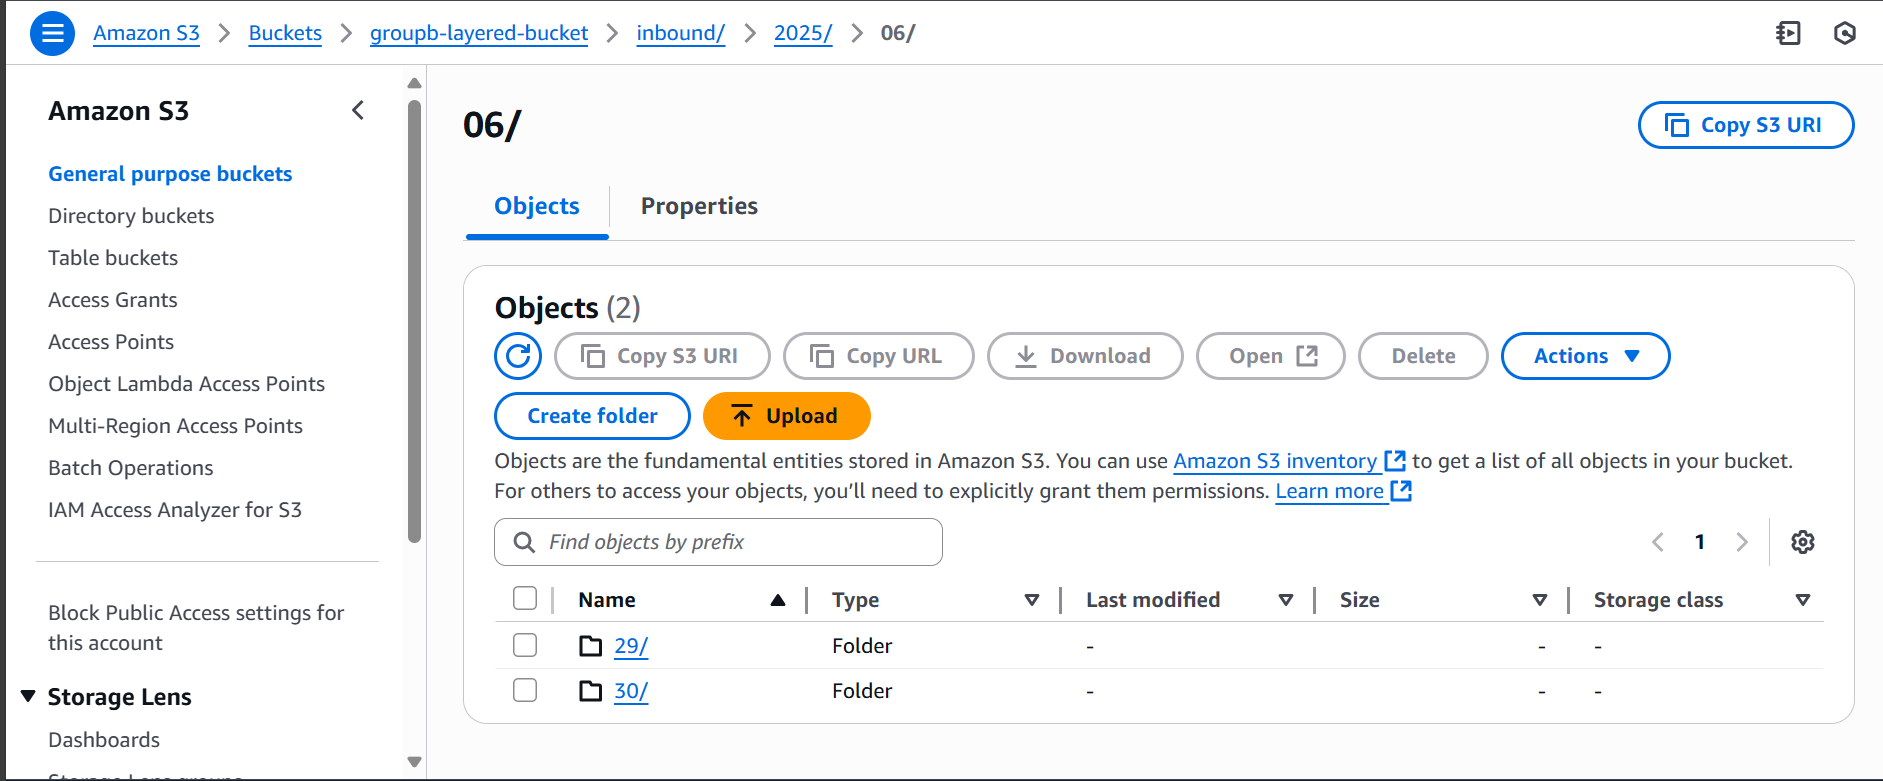 Amazon S3 > Buckets > groupb-layered-bucket > inbound/ > 2025/ > 06/
Amazon S3
General purpose buckets
Directory buckets
Table buckets
Access Grants
Access Points
Object Lambda Access Points
Multi-Region Access Points
Batch Operations
IAM Access Analyzer for S3
Block Public Access settings for
this account
Storage Lens
Dashboards
Storage Lens groups
06/
Copy S3 URI
Objects
Properties
Objects (2)
Copy S3 URI
Copy URL
Download
Open
Delete
Actions
Create folder
Upload
Objects are the fundamental entities stored in Amazon S3. You can use Amazon S3 inventory to get a list of all objects in your bucket.
For others to access your objects, you’ll need to explicitly grant them permissions. Learn more
Find objects by prefix
1
Name Type Last modified Size Storage class
29/ Folder - - -
30/ Folder - - -